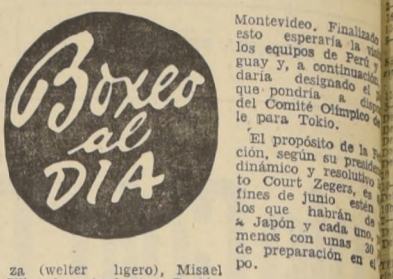 Boxeo
al
DIA
za (welter ligero), Misael
Montevideo. Finalizado
esto esperaría la
los equipos de Perú y
guay y, a continuación,
daría designado el
que pondría a
del Comité Olímpico de
le para Tokio.
El propósito de la
ción, según su
dinámico y resolutivo
to Court Zegers, es
fines de junio estén
los que habrán de
a Japón y cada uno,
menos con unas 30
de preparación en el
po.